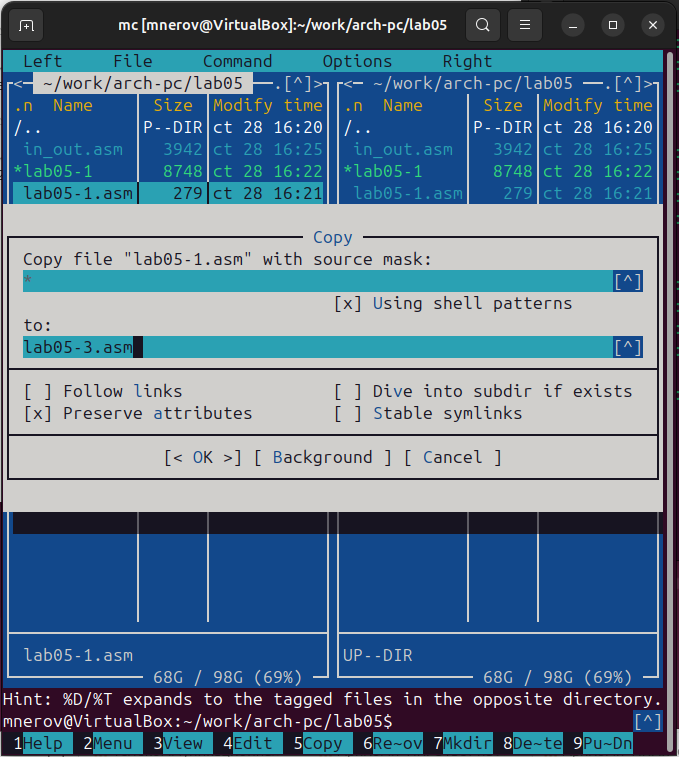 mc [mnerov@VirtualBox]:~/work/arch-pc/lab05
Left File Command Options Right
<─ ~/work/arch-pc/lab05 ─.[^]> <─ ~/work/arch-pc/lab05 ─.[^]>
.n Name Size Modify time .n Name Size Modify time
/.. P--DIR ct 28 16:20 /.. P--DIR ct 28 16:20
in_out.asm 3942 ct 28 16:25 in_out.asm 3942 ct 28 16:25
*lab05-1 8748 ct 28 16:22 *lab05-1 8748 ct 28 16:22
lab05-1.asm 279 ct 28 16:21 lab05-1.asm 279 ct 28 16:21
Copy
Copy file "lab05-1.asm" with source mask:
* [^]
[x] Using shell patterns
to:
lab05-3.asm [^]
[ ] Follow links [ ] Dive into subdir if exists
[x] Preserve attributes [ ] Stable symlinks
[< OK >] [ Background ] [ Cancel ]
lab05-1.asm UP--DIR
68G / 98G (69%) 68G / 98G (69%)
Hint: %D/%T expands to the tagged files in the opposite directory.
mnerov@VirtualBox:~/work/arch-pc/lab05$ [^]
1Help 2Menu 3View 4Edit 5Copy 6Re~ov 7Mkdir 8De~te 9Pu~Dn